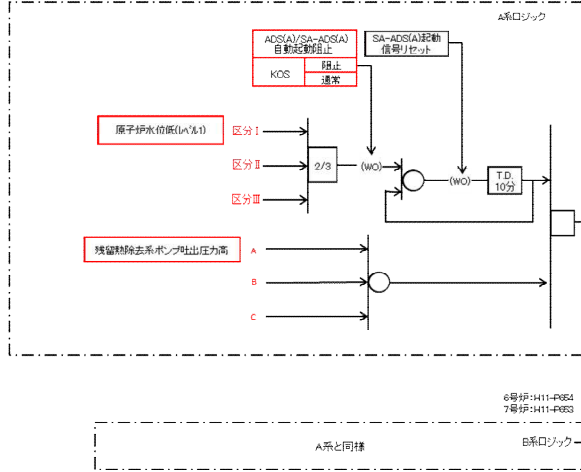 A系ロジック
ADS(A)/SA-ADS(A)
自動起動阻止
KOS
阻止
通常
SA-ADS(A)起動
信号リセット
原子炉水位低(レベル1)
区分Ⅰ
区分Ⅱ
区分Ⅲ
2/3
(WO)
(WO)
T.D.
10分
残留熱除去系ポンプ吐出圧力高
A
B
C
6号炉:H11-P654
7号炉:H11-P653
A系と同様
B系ロジック